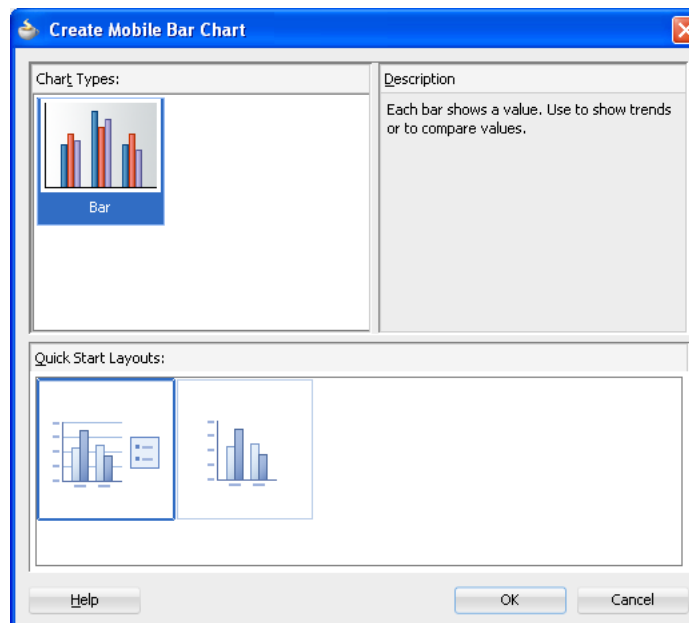 Create Mobile Bar Chart
Chart Types:
Bar
Description
Each bar shows a value. Use to show trends
or to compare values.
Quick Start Layouts:
Help
OK
Cancel